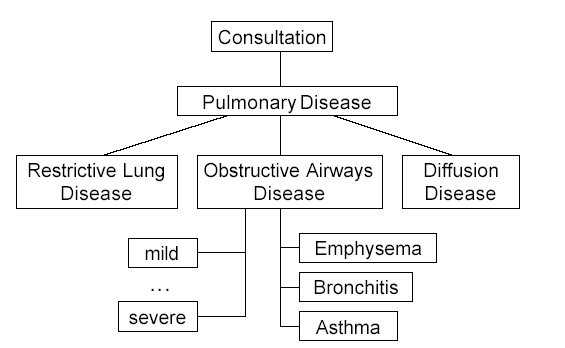 Consultation
Pulmonary Disease
Restrictive Lung
Disease
Obstructive Airways
Disease
Diffusion
Disease
mild
...
severe
Emphysema
Bronchitis
Asthma